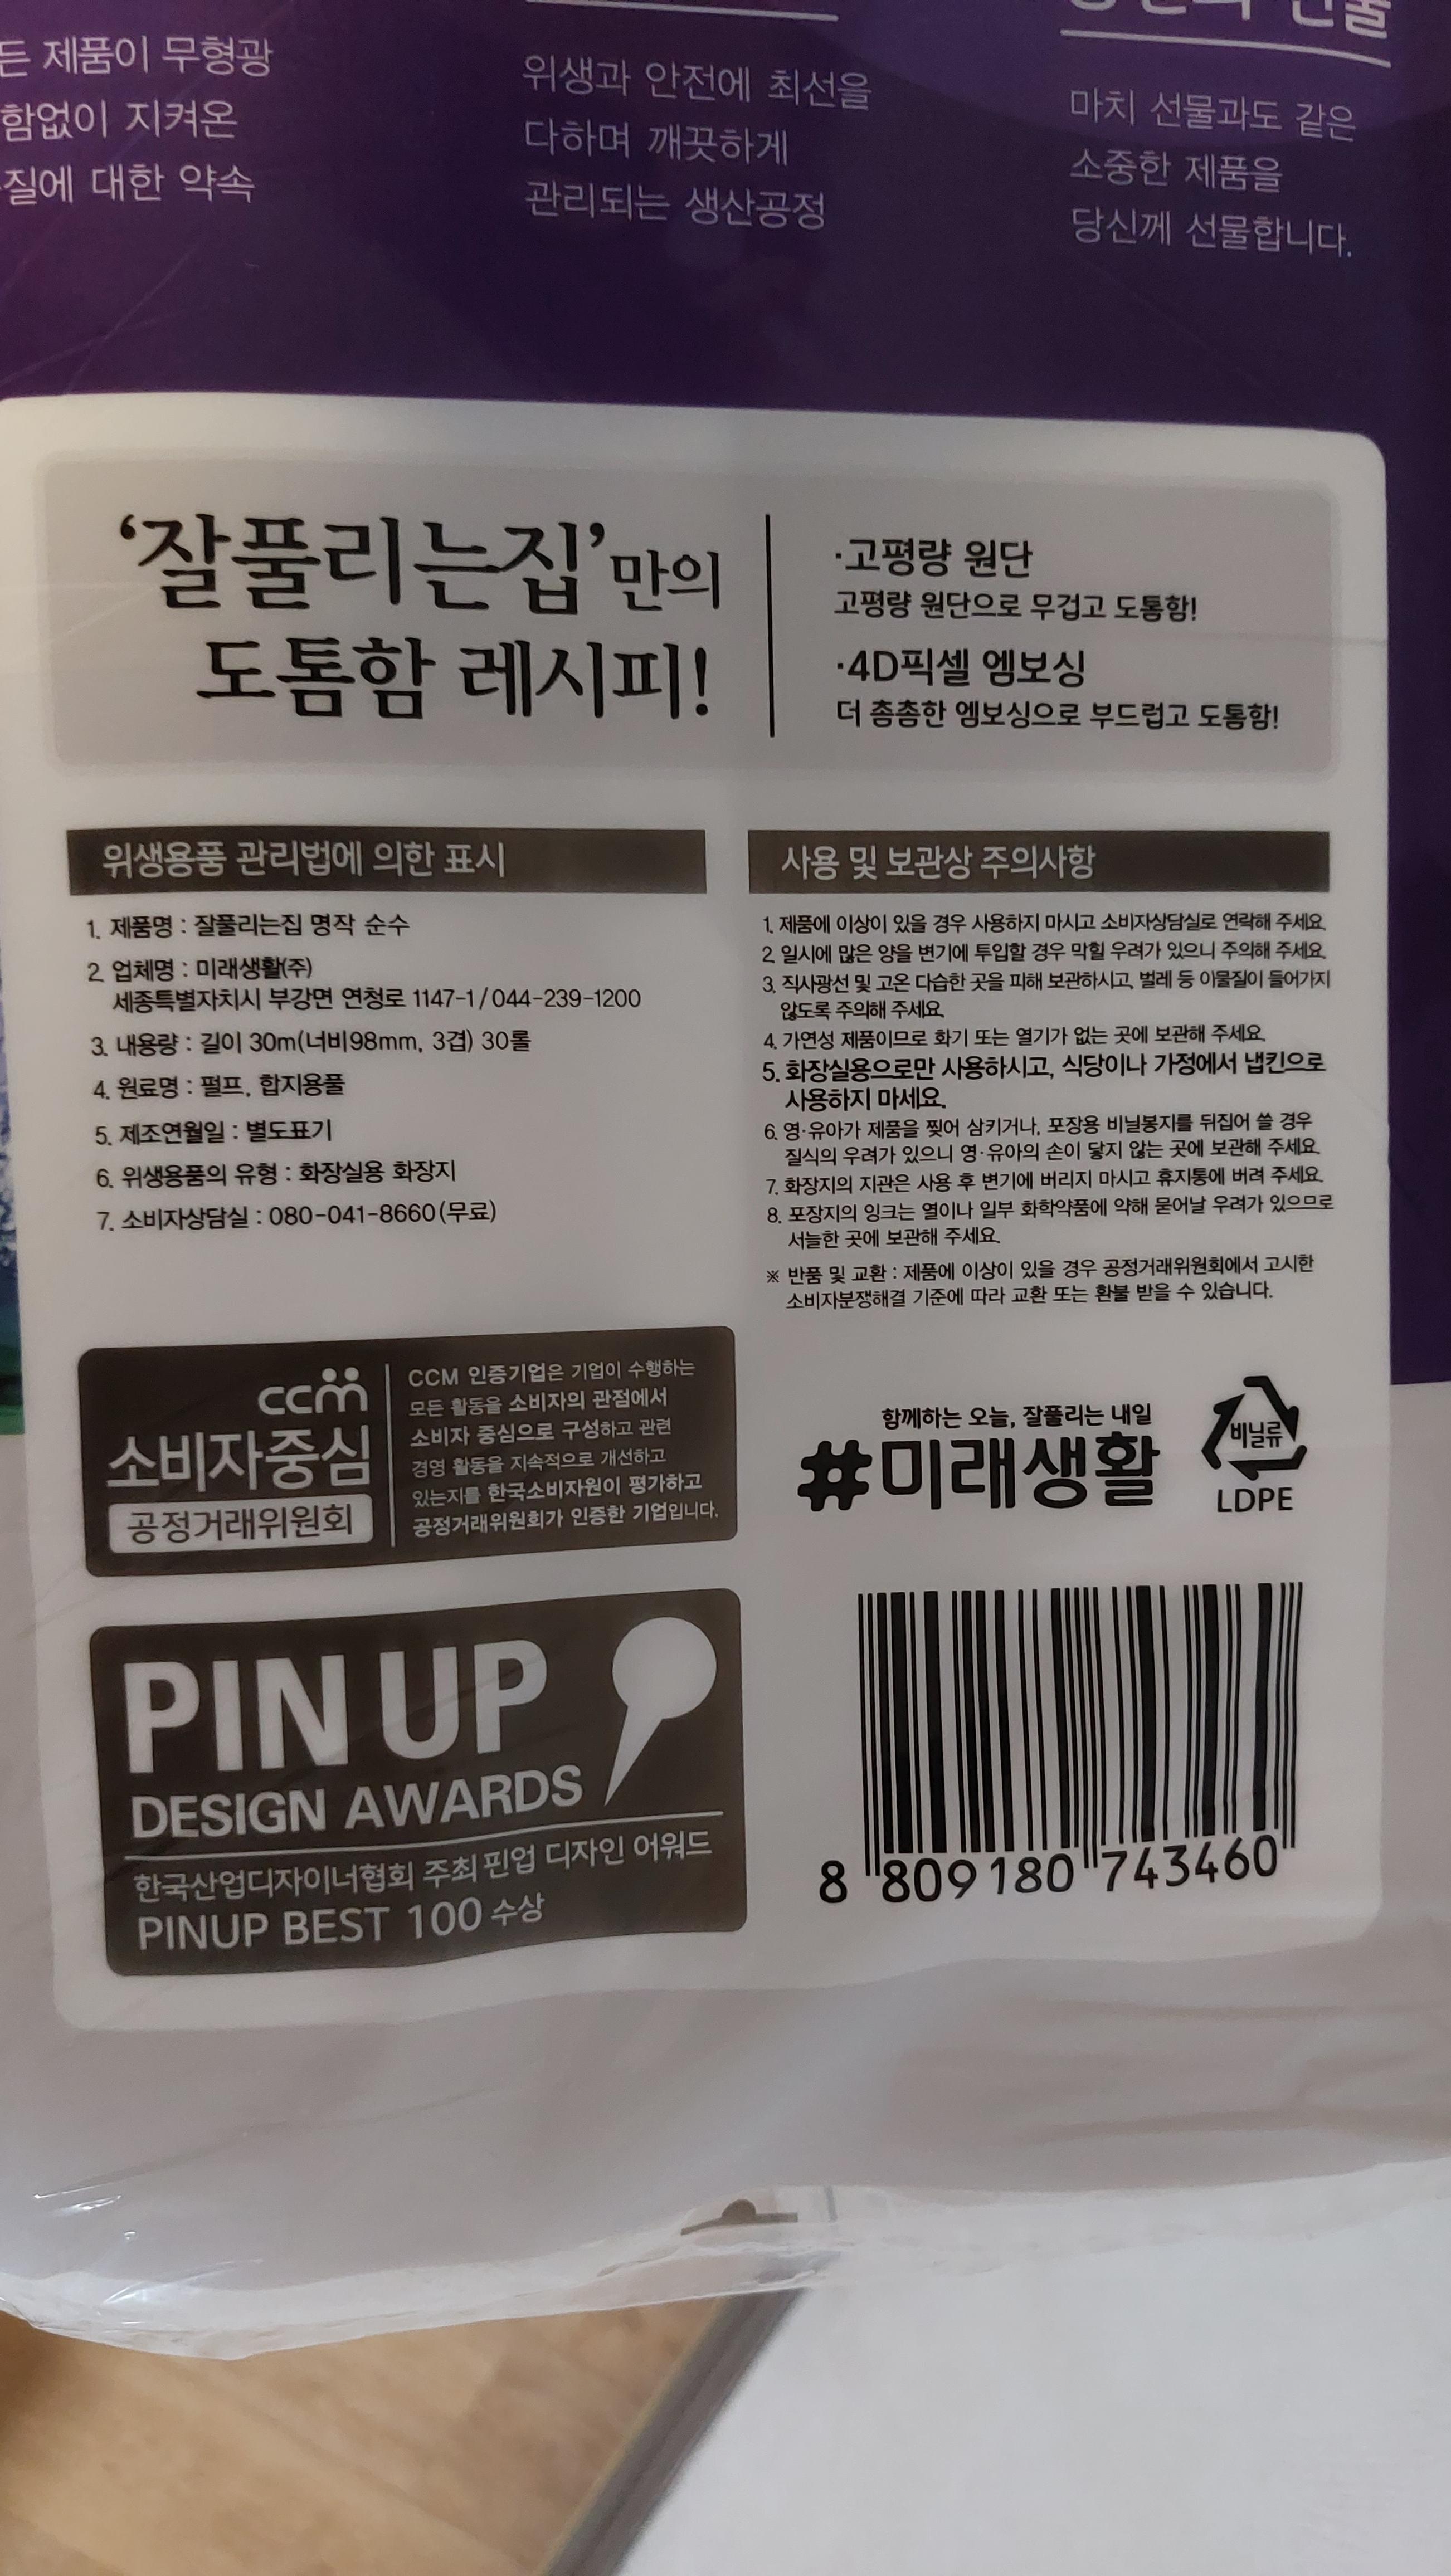 든 제품이 무형광
함없이 지켜온
질에 대한 약속
위생과 안전에 최선을
다하며 깨끗하게
관리되는 생산공정
마치 선물과도 같은
소중한 제품을
당신께 선물합니다.
‘잘풀리는집’만의
도톰함 레시피!
·고평량 원단
고평량 원단으로 무겁고 도톰함!
·4D픽셀 엠보싱
더 촘촘한 엠보싱으로 부드럽고 도톰함!
위생용품 관리법에 의한 표시
1. 제품명 : 잘풀리는집 명작 순수
2. 업체명 : 미래생활(주)
세종특별자치시 부강면 연청로 1147-1/044-239-1200
3. 내용량 : 길이 30m(너비98mm, 3겹) 30롤
4. 원료명 : 펄프, 합지용풀
5. 제조연월일 : 별도표기
6. 위생용품의 유형 : 화장실용 화장지
7. 소비자상담실 : 080-041-8660(무료)
사용 및 보관상 주의사항
1. 제품에 이상이 있을 경우 사용하지 마시고 소비자상담실로 연락해 주세요.
2. 일시에 많은 양을 변기에 투입할 경우 막힐 우려가 있으니 주의해 주세요.
3. 직사광선 및 고온 다습한 곳을 피해 보관하시고, 벌레 등 이물질이 들어가지
않도록 주의해 주세요.
4. 가연성 제품이므로 화기 또는 열기가 없는 곳에 보관해 주세요.
5. 화장실용으로만 사용하시고, 식당이나 가정에서 냅킨으로
사용하지 마세요.
6. 영·유아가 제품을 찢어 삼키거나, 포장용 비닐봉지를 뒤집어 쓸 경우
질식의 우려가 있으니 영·유아의 손이 닿지 않는 곳에 보관해 주세요.
7. 화장지의 지관은 사용 후 변기에 버리지 마시고 휴지통에 버려 주세요.
8. 포장지의 잉크는 열이나 일부 화학약품에 약해 묻어날 우려가 있으므로
서늘한 곳에 보관해 주세요.
※ 반품 및 교환 : 제품에 이상이 있을 경우 공정거래위원회에서 고시한
소비자분쟁해결 기준에 따라 교환 또는 환불 받을 수 있습니다.
ccm
소비자중심
공정거래위원회
CCM 인증기업은 기업이 수행하는
모든 활동을 소비자의 관점에서
소비자 중심으로 구성하고 관련
경영 활동을 지속적으로 개선하고
있는지를 한국소비자원이 평가하고
공정거래위원회가 인증한 기업입니다.
함께하는 오늘, 잘풀리는 내일
#미래생활
비닐류
LDPE
PIN UP
DESIGN AWARDS
한국산업디자이너협회 주최 핀업 디자인 어워드
PINUP BEST 100 수상
8 809180 743460